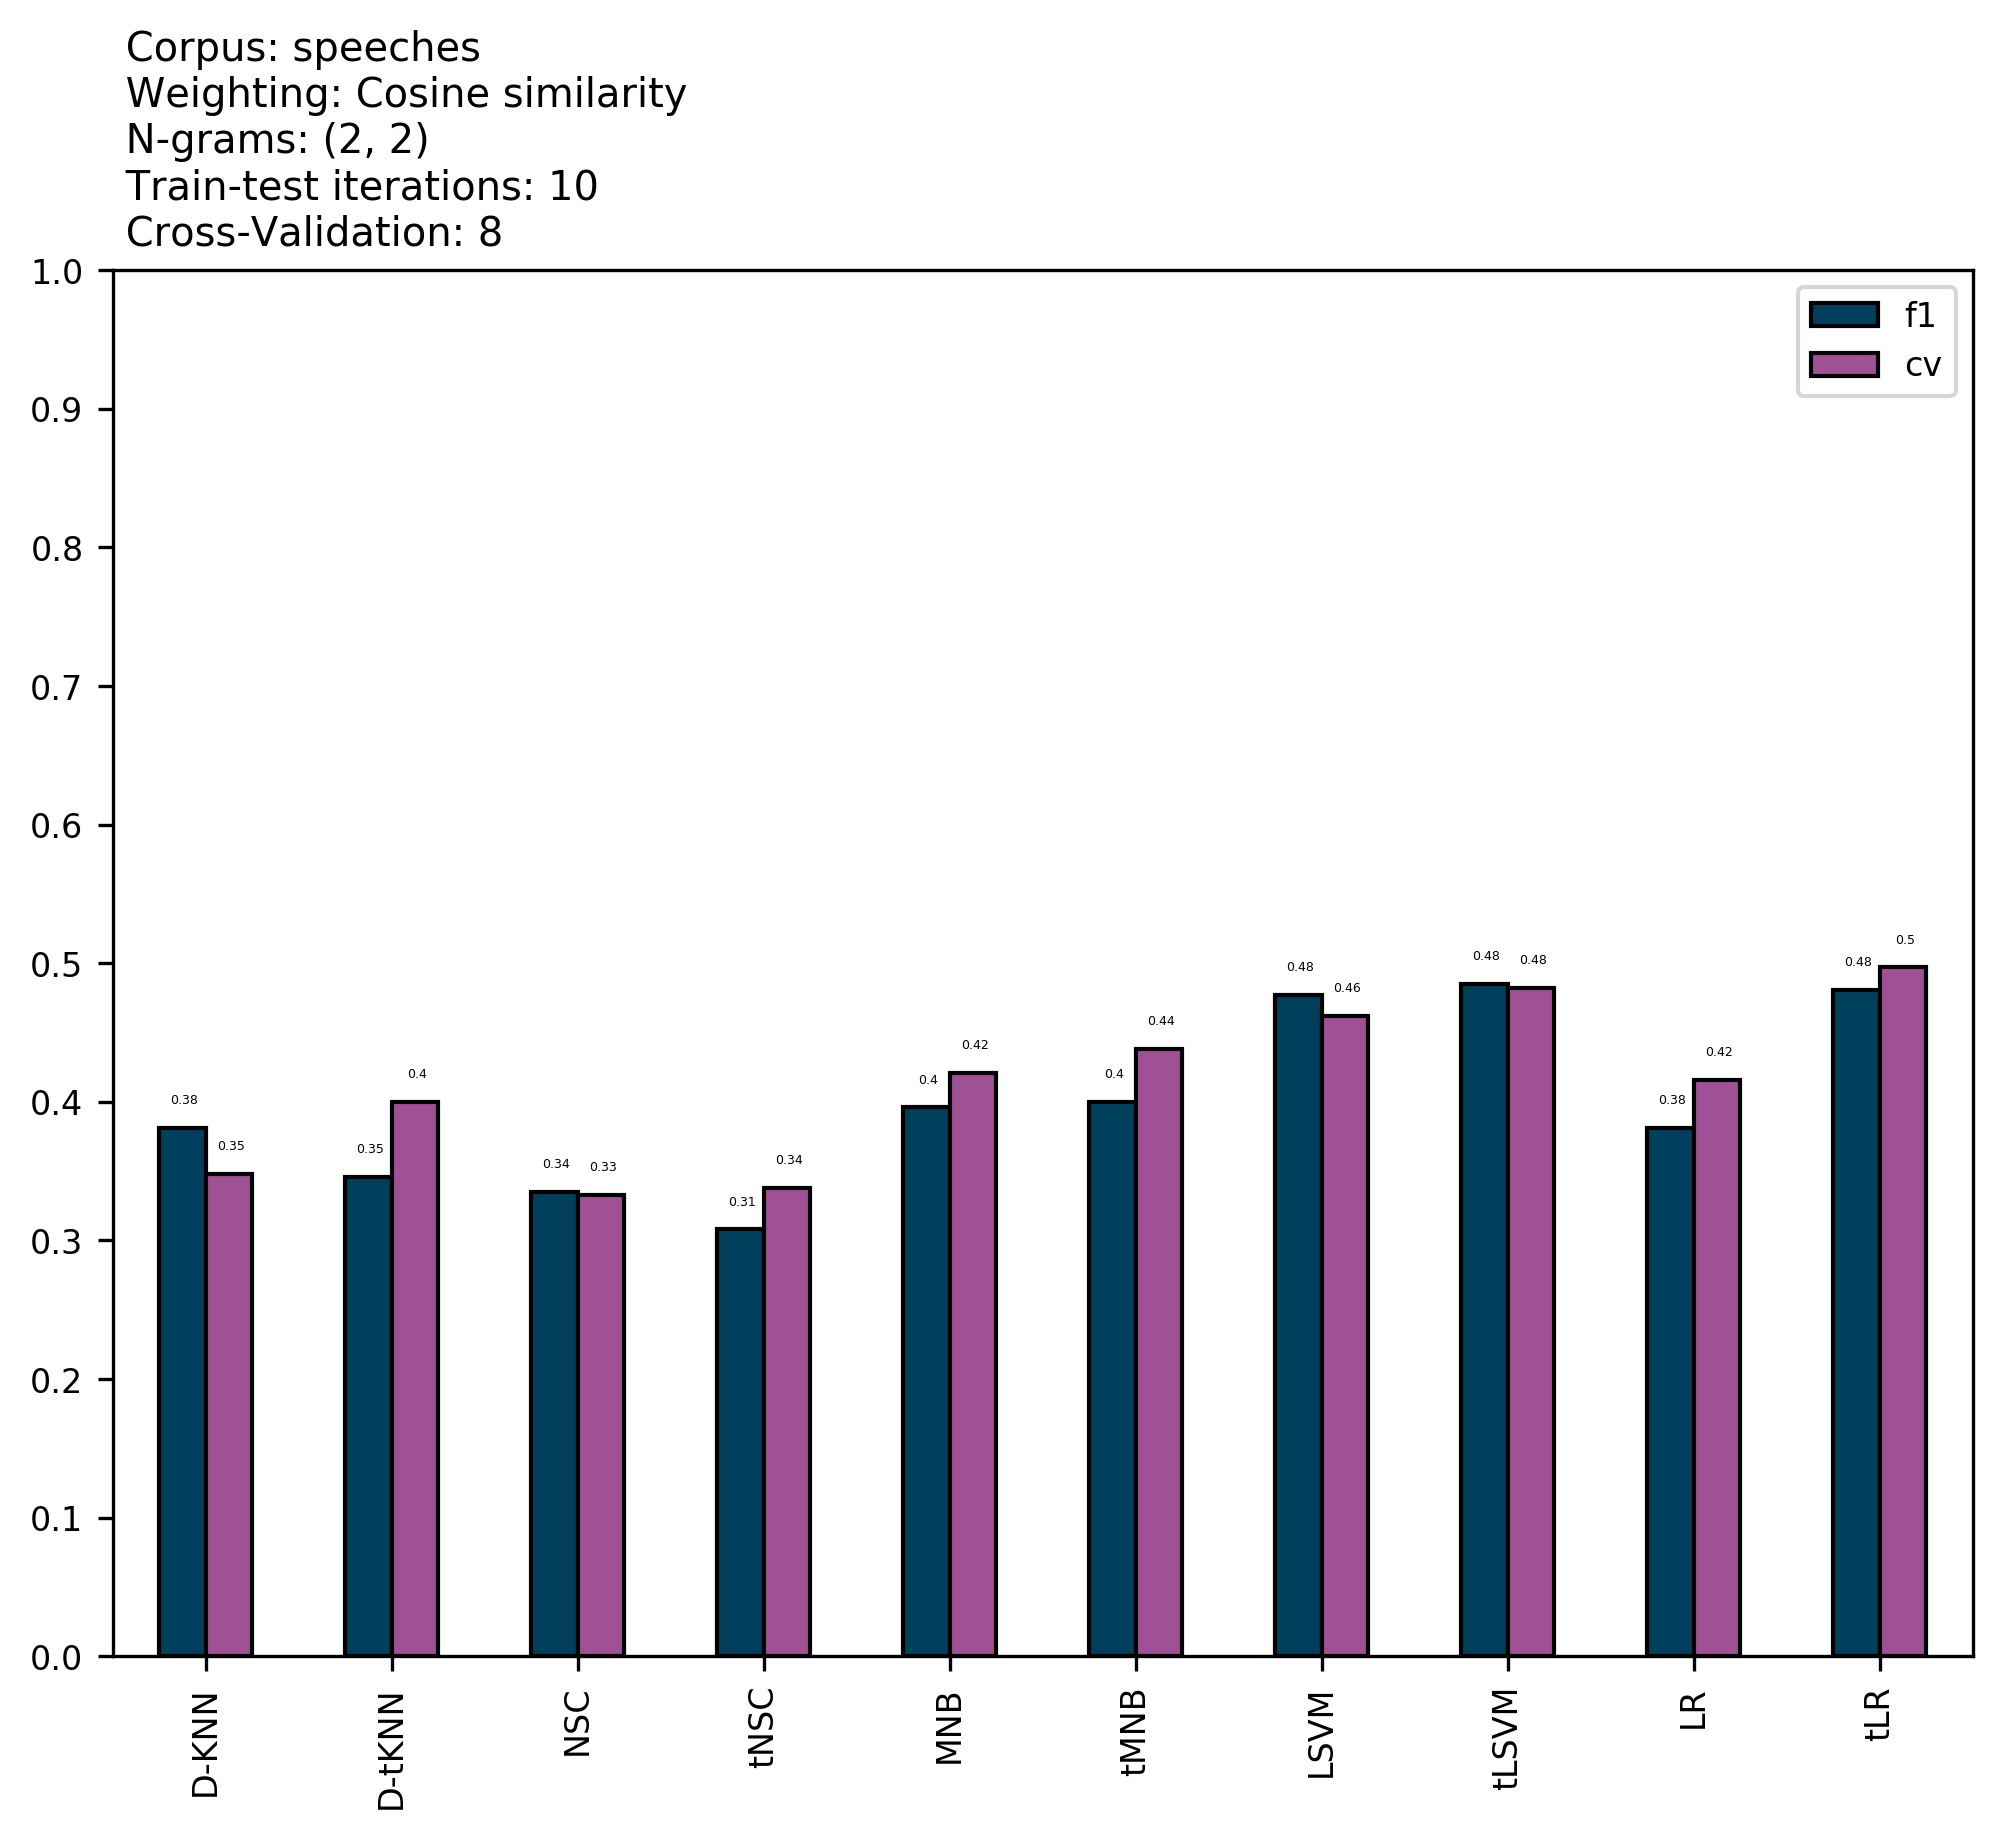 Corpus: speeches
Weighting: Cosine similarity
N-grams: (2, 2)
Train-test iterations: 10
Cross-Validation: 8
1.0
0.9
0.8
0.7
0.6
0.5
0.4
0.3
0.2
0.1
0.0
f1
cv
0.38
0.35
0.35
0.4
0.34
0.33
0.31
0.34
0.4
0.42
0.4
0.44
0.48
0.46
0.48
0.48
0.38
0.42
0.48
0.5
D-KNN
D-tKNN
NSC
tNSC
MNB
tMNB
LSVM
tLSVM
LR
tLR